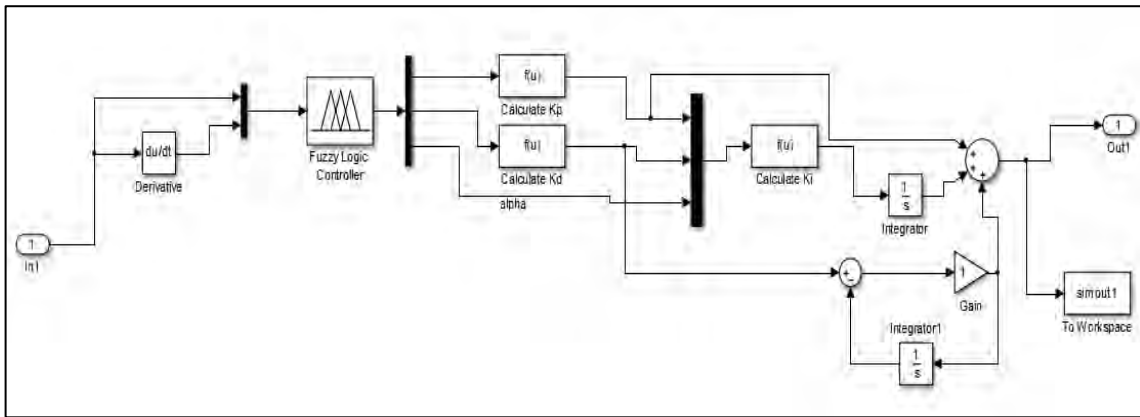 f(u)
Calculate Kp
du/dt
Derivative
Fuzzy Logic
Controller
f(u)
Calculate Kd
alpha
f(u)
Calculate Ki
1
s
Integrator
+
+
+
1
Out1
1
In1
+
-
1
Gain
simout1
To Workspace
Integrator1
1
s